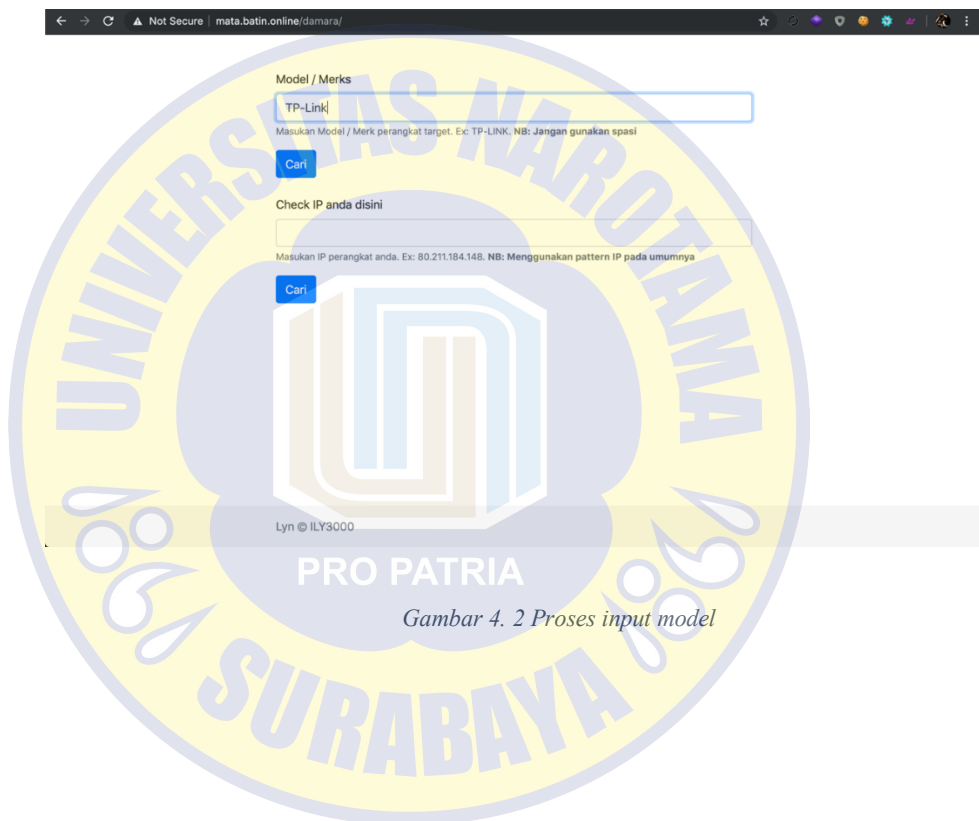 Not Secure | mata.batin.online/damara/
Model / Merks
TP-Link
Masukan Model / Merk perangkat target. Ex: TP-LINK. NB: Jangan gunakan spasi
Cari
Check IP anda disini
Masukan IP perangkat anda. Ex: 80.211.184.148. NB: Menggunakan pattern IP pada umumnya
Cari
Lyn © ILY3000
UNIVERSITAS NAROTAMA
PRO PATRIA
Gambar 4. 2 Proses input model
SURABAYA